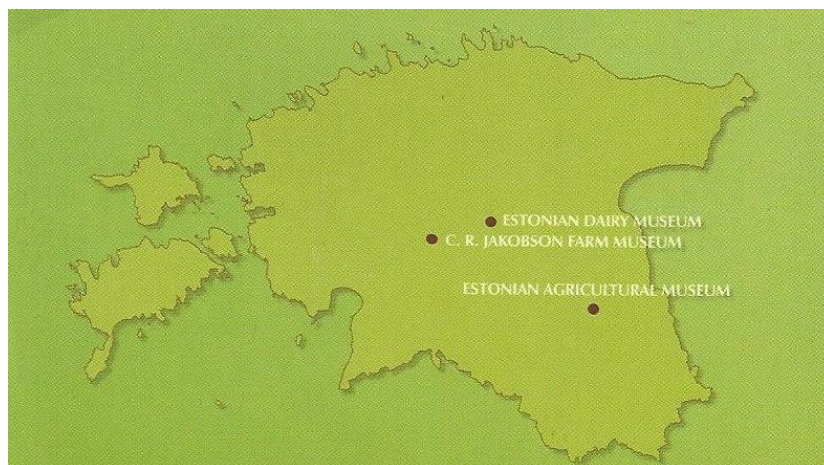 ESTONIAN DAIRY MUSEUM
C. R. JAKOBSON FARM MUSEUM
ESTONIAN AGRICULTURAL MUSEUM